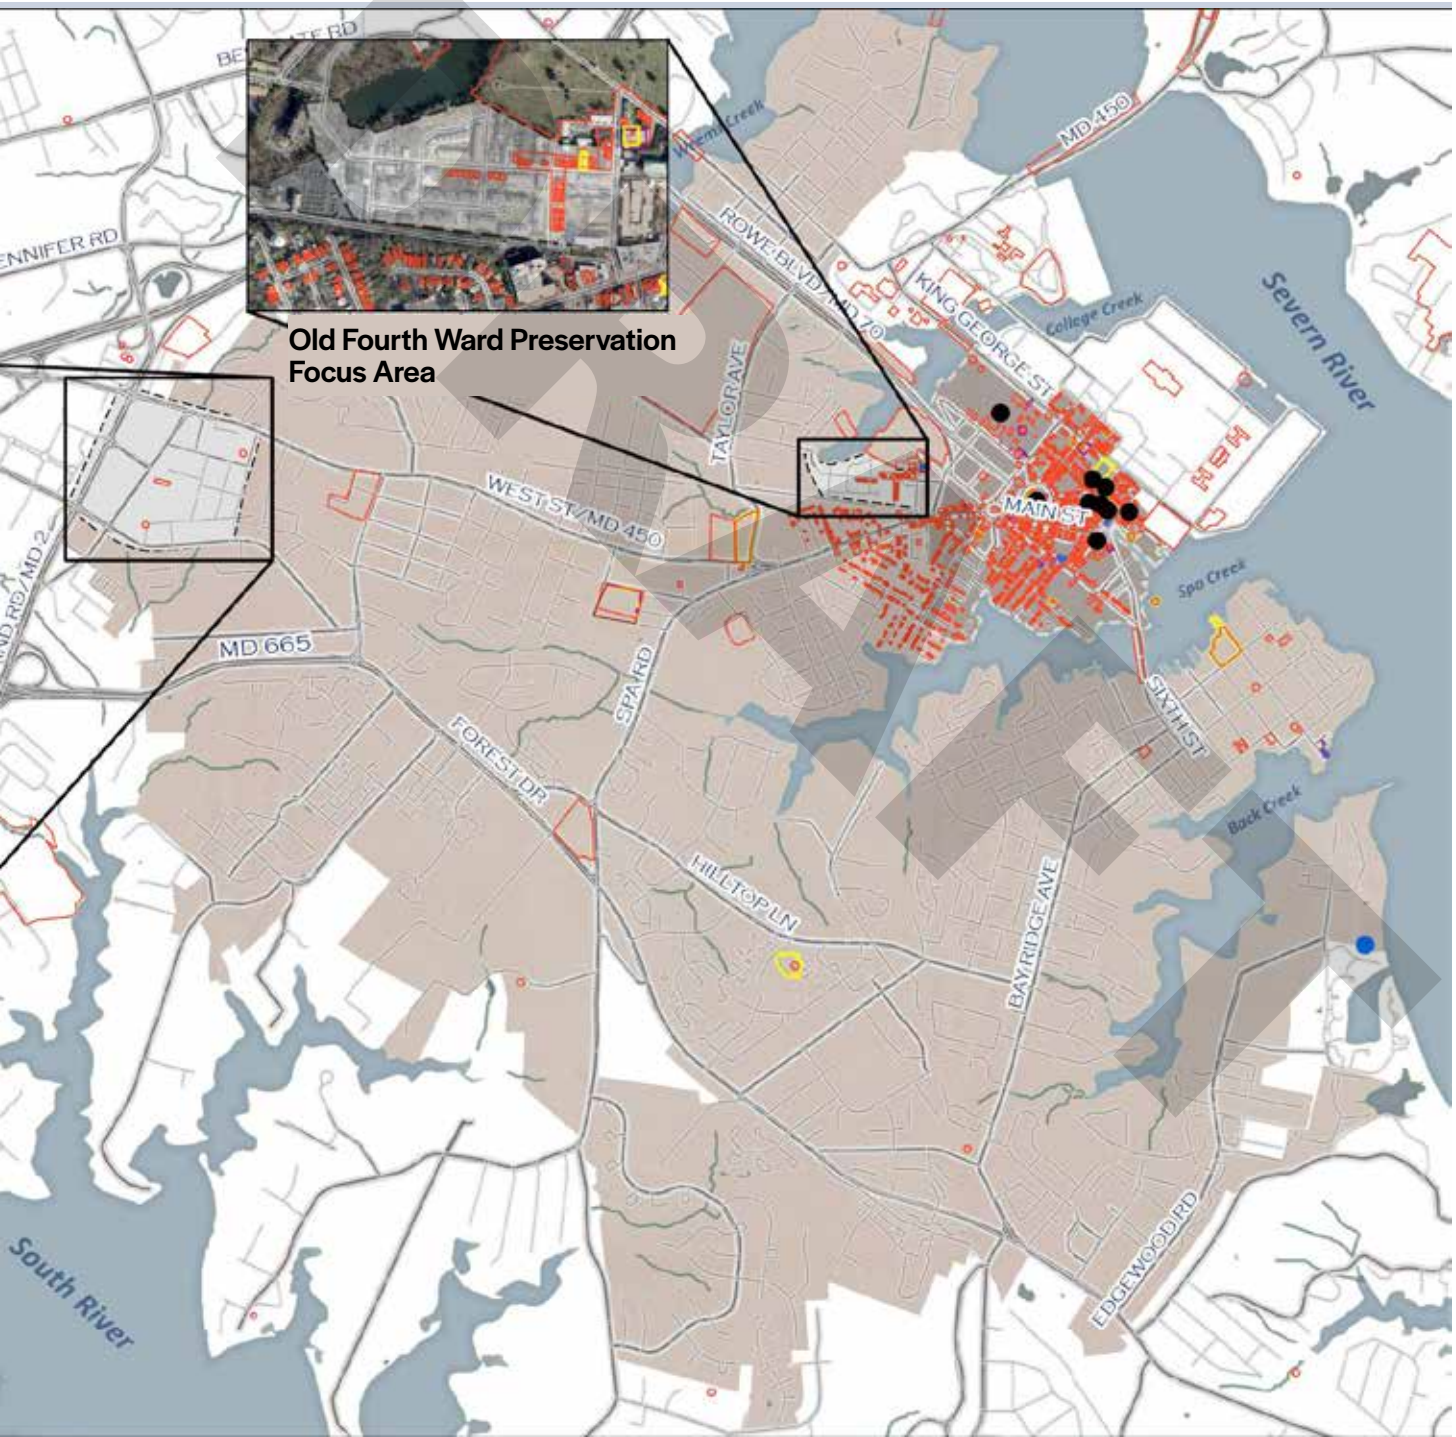 MD 450
Weems Creek
ROWE BLVD / MD 70
KING GEORGE ST
College Creek
Severn River
Old Fourth Ward Preservation
Focus Area
TAYLOR AVE
WEST ST / MD 450
MAIN ST
Spa Creek
MD 665
SPA RD
SIXTH ST
FOREST DR
Back Creek
HILLTOP LN
BAY RIDGE AVE
EDGEWOOD RD
South River
DRAFT